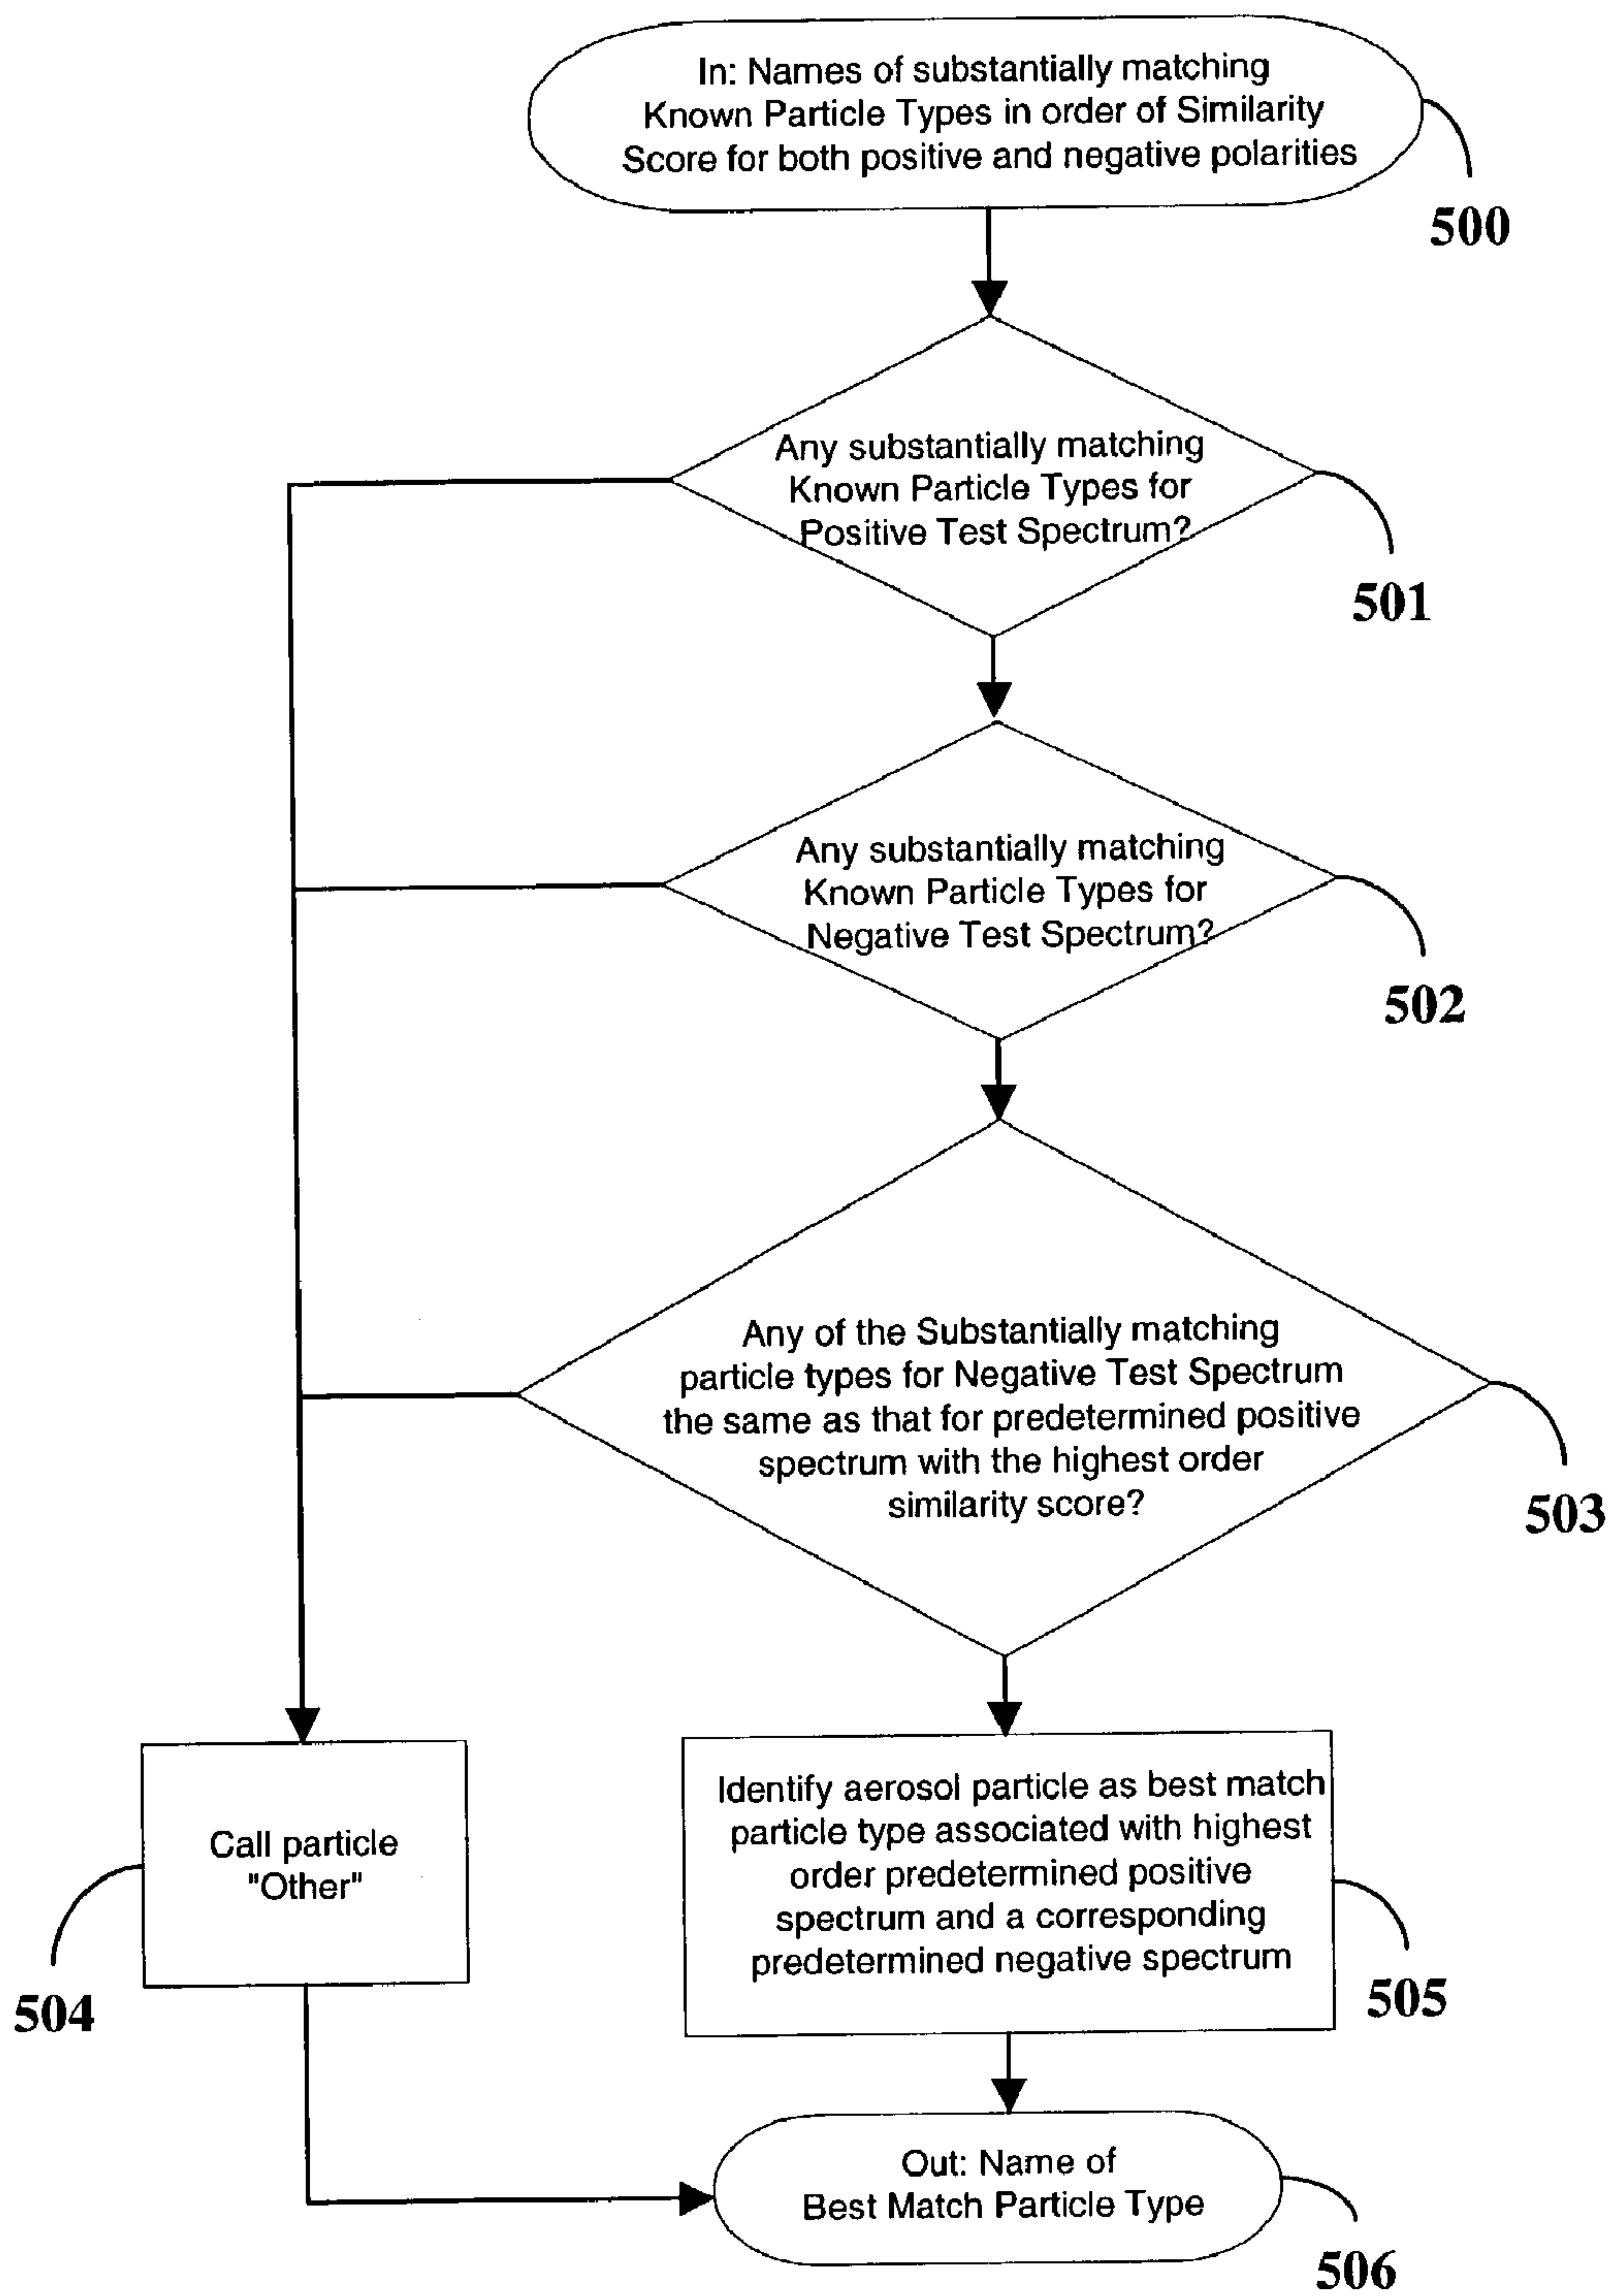 In: Names of substantially matching
Known Particle Types in order of Similarity
Score for both positive and negative polarities
500
Any substantially matching
Known Particle Types for
Positive Test Spectrum?
501
Any substantially matching
Known Particle Types for
Negative Test Spectrum?
502
Any of the Substantially matching
particle types for Negative Test Spectrum
the same as that for predetermined positive
spectrum with the highest order
similarity score?
503
Call particle
"Other"
504
Identify aerosol particle as best match
particle type associated with highest
order predetermined positive
spectrum and a corresponding
predetermined negative spectrum
505
Out: Name of
Best Match Particle Type
506